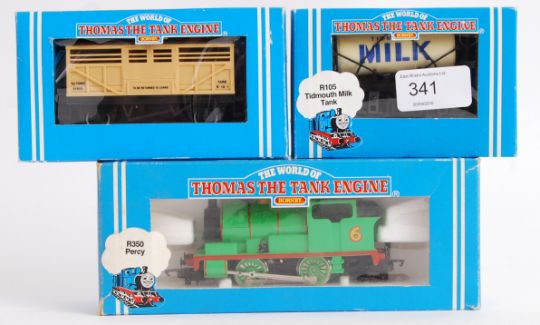 THE WORLD OF
THOMAS THE TANK ENGINE
HORNBY
THE WORLD OF
THOMAS THE TANK ENGINE
HORNBY
MILK
R105
Tidmouth Milk
Tank
341
THE WORLD OF
THOMAS THE TANK ENGINE
HORNBY
R350
Percy
6